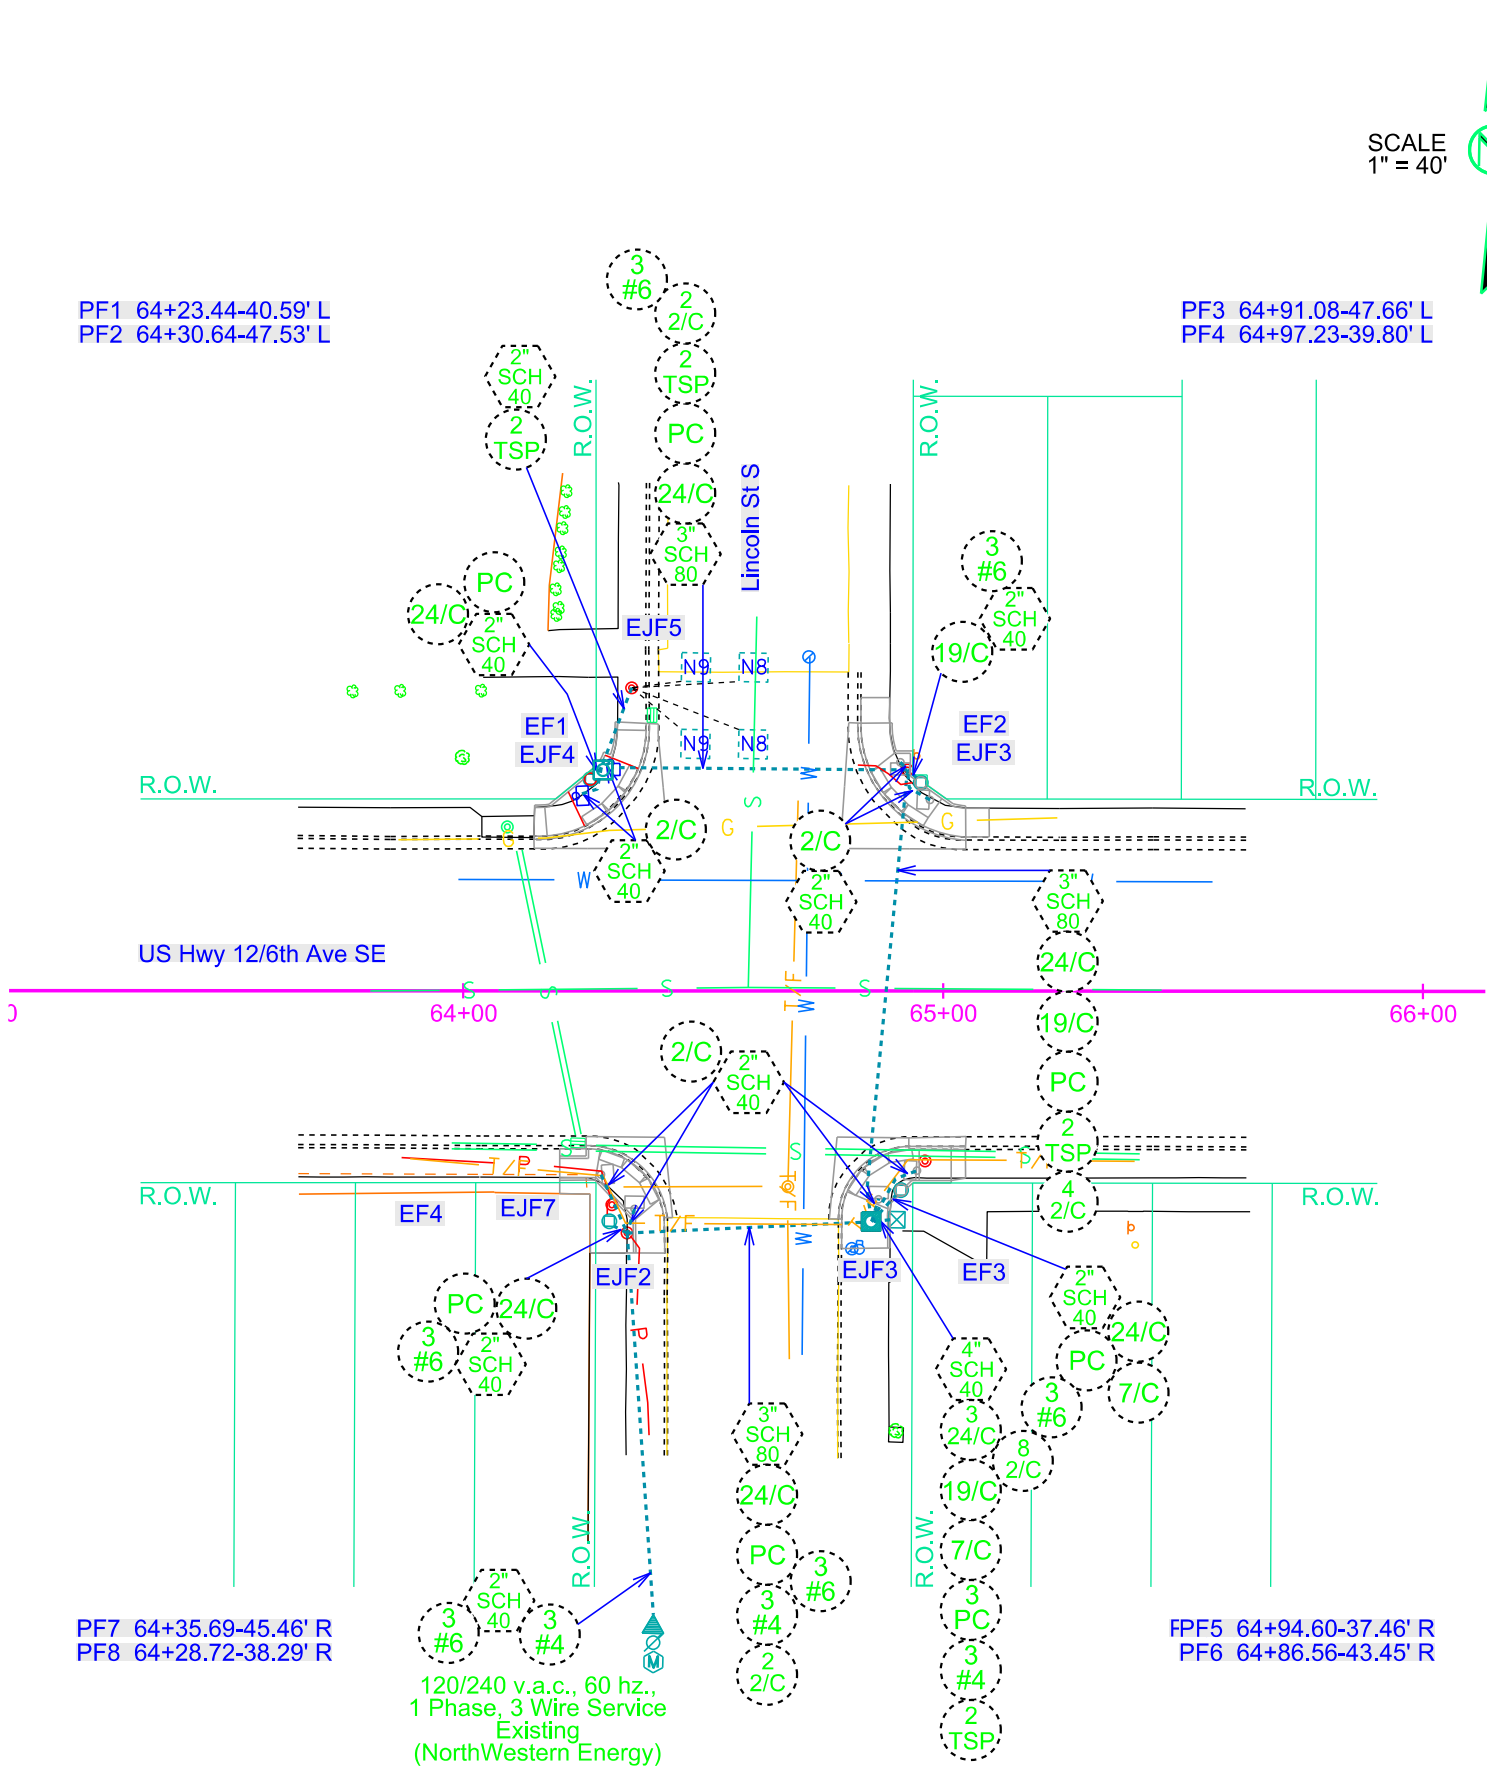 SCALE
1" = 40'
PF1 64+23.44-40.59' L
PF2 64+30.64-47.53' L
PF3 64+91.08-47.66' L
PF4 64+97.23-39.80' L
3
#6
2
2/C
2
TSP
PC
24/C
3"
SCH
80
2"
SCH
40
2
TSP
R.O.W.
R.O.W.
Lincoln St S
PC
24/C
2"
SCH
40
3
#6
2"
SCH
40
19/C
EJF5
N9
N8
N9
N8
EF1
EJF4
EF2
EJF3
R.O.W.
R.O.W.
W
S
G
G
G
2/C
2"
SCH
40
2/C
2"
SCH
40
W
3"
SCH
80
24/C
19/C
PC
2
TSP
4
2/C
US Hwy 12/6th Ave SE
S
S
S
S
T/F
W
0
64+00
65+00
66+00
2/C
2"
SCH
40
S
S
S
P
T/F
T/F
T/F
T/
R.O.W.
R.O.W.
EF4
EJF7
W
EJF2
EJF3
EF3
PC
24/C
3
#6
2"
SCH
40
P
2"
SCH
40
24/C
PC
7/C
3
#6
8
2/C
4"
SCH
40
3
24/C
19/C
7/C
3
PC
3
#4
2
TSP
3"
SCH
80
24/C
PC
3
#6
3
#4
2
2/C
R.O.W.
R.O.W.
2"
SCH
40
3
#6
3
#4
M
PF7 64+35.69-45.46' R
PF8 64+28.72-38.29' R
PF5 64+94.60-37.46' R
PF6 64+86.56-43.45' R
120/240 v.a.c., 60 hz.,
1 Phase, 3 Wire Service
Existing
(NorthWestern Energy)